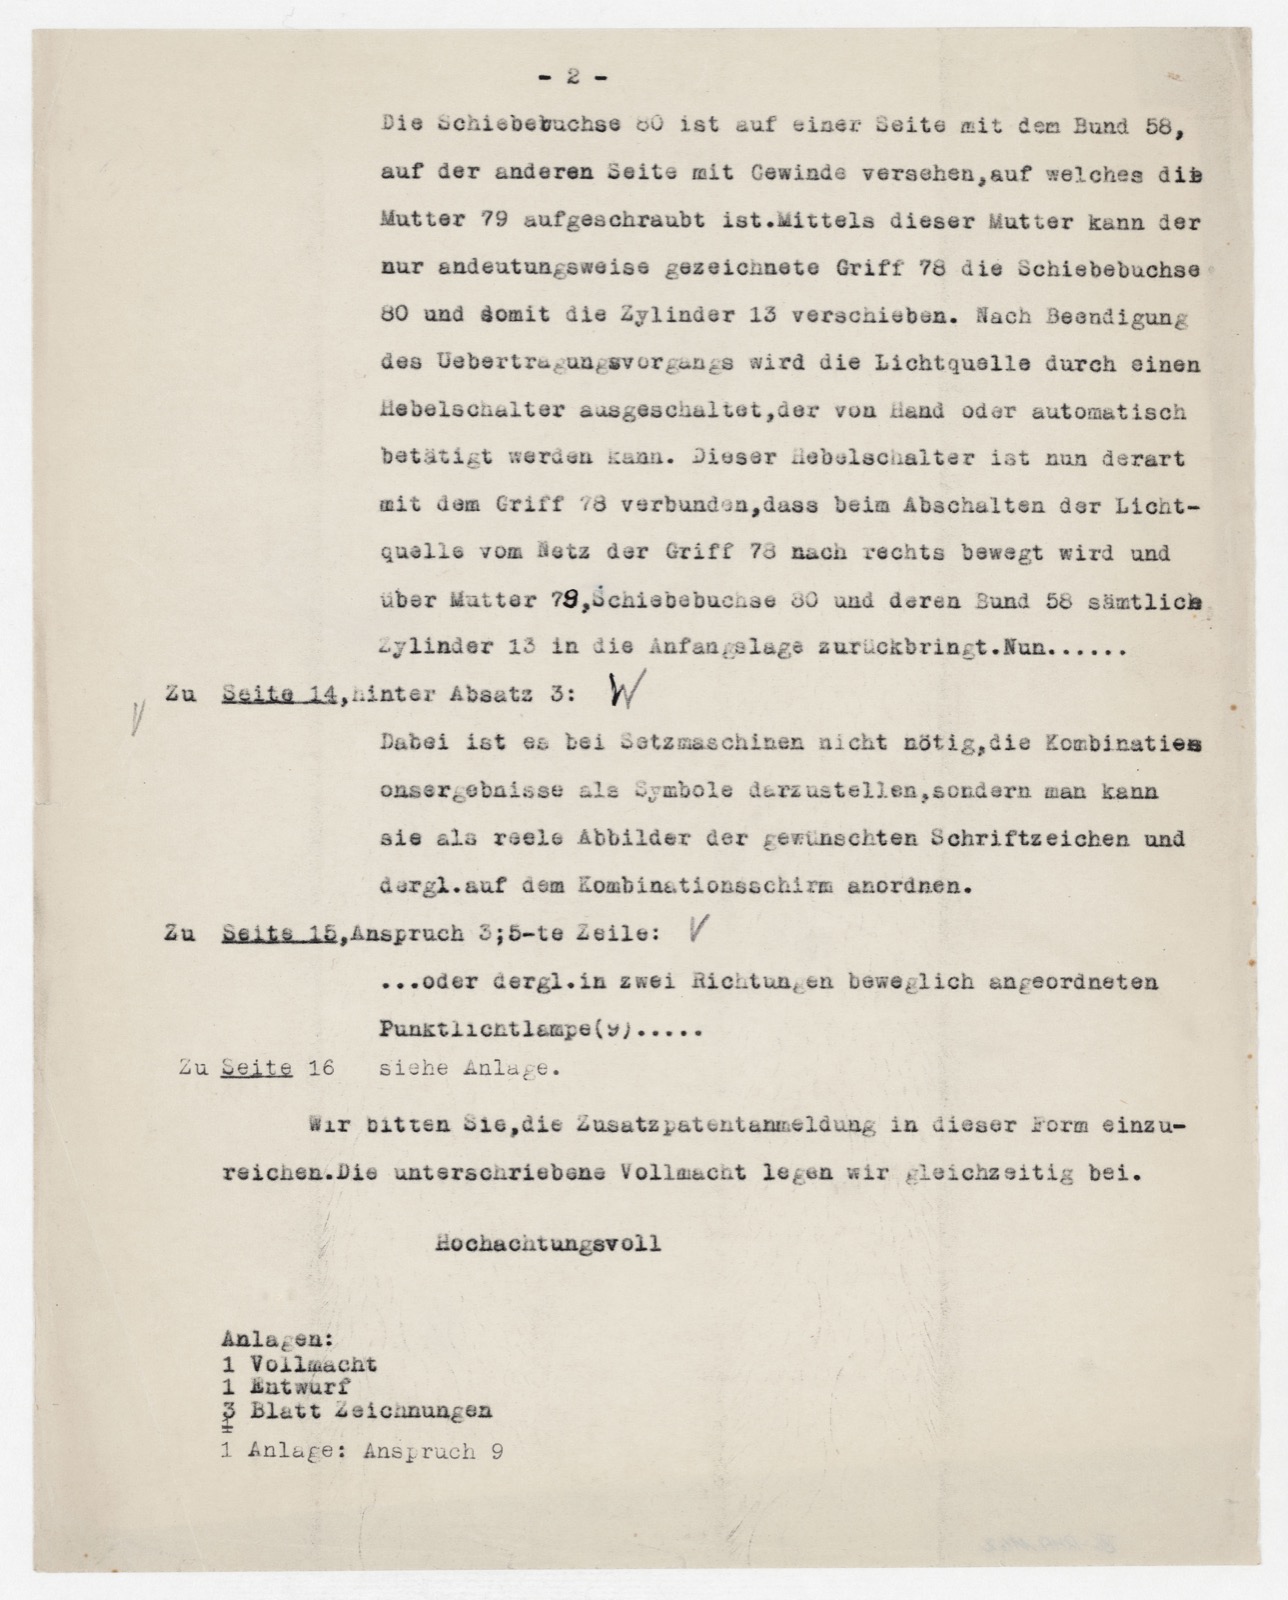 - 2 -
Die Schiebebuchse 80 ist auf einer Seite mit dem Bund 58,
auf der anderen Seite mit Gewinde versehen,auf welches die
Mutter 79 aufgeschraubt ist.Mittels dieser Mutter kann der
nur andeutungsweise gezeichnete Griff 78 die Schiebebuchse
80 und somit die Zylinder 13 verschieben. Nach Beendigung
des Uebertragungsvorgangs wird die Lichtquelle durch einen
Hebelschalter ausgeschaltet,der von Hand oder automatisch
betätigt werden kann. Dieser Hebelschalter ist nun derart
mit dem Griff 78 verbunden,dass beim Abschalten der Licht-
quelle vom Netz der Griff 78 nach rechts bewegt wird und
über Mutter 79,Schiebebuchse 80 und deren Bund 58 sämtliche
Zylinder 13 in die Anfangslage zurückbringt.Nun......
Zu Seite 14,hinter Absatz 3:
Dabei ist es bei Setzmaschinen nicht nötig,die Kombinati
onsergebnisse als Symbole darzustellen,sondern man kann
sie als reele Abbilder der gewünschten Schriftzeichen und
dergl.auf dem Kombinationsschirm anordnen.
Zu Seite 15,Anspruch 3;5-te Zeile:
...oder dergl.in zwei Richtungen beweglich angeordneten
Punktlichtlampe(9).....
Zu Seite 16 siehe Anlage.
Wir bitten Sie,die Zusatzpatentanmeldung in dieser Form einzu-
reichen.Die unterschriebene Vollmacht legen wir gleichzeitig bei.
Hochachtungsvoll
Anlagen:
1 Vollmacht
1 Entwurf
3 Blatt Zeichnungen
1 Anlage: Anspruch 9